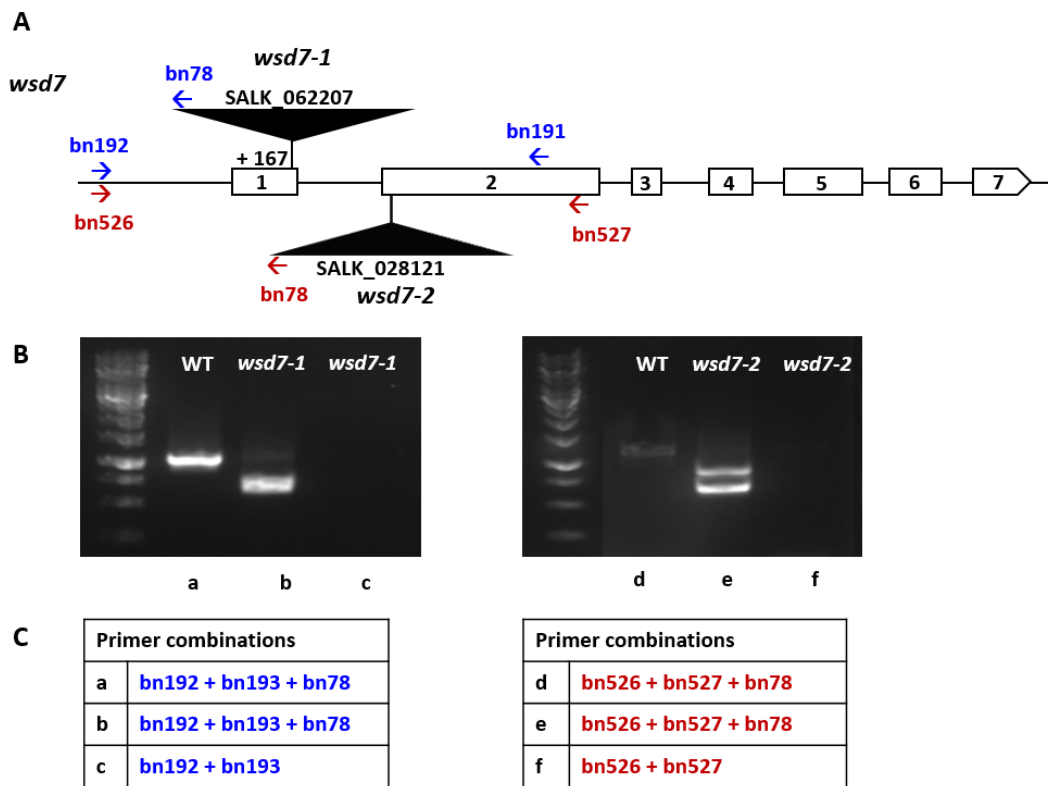 A
wsd7
wsd7-1
bn78
SALK_062207
bn192
+ 167
bn191
1
2
3
4
5
6
7
bn526
bn527
SALK_028121
bn78
wsd7-2
B
WT wsd7-1 wsd7-1
WT wsd7-2 wsd7-2
a b c
d e f
C
Primer combinations
a bn192 + bn193 + bn78
b bn192 + bn193 + bn78
c bn192 + bn193
Primer combinations
d bn526 + bn527 + bn78
e bn526 + bn527 + bn78
f bn526 + bn527